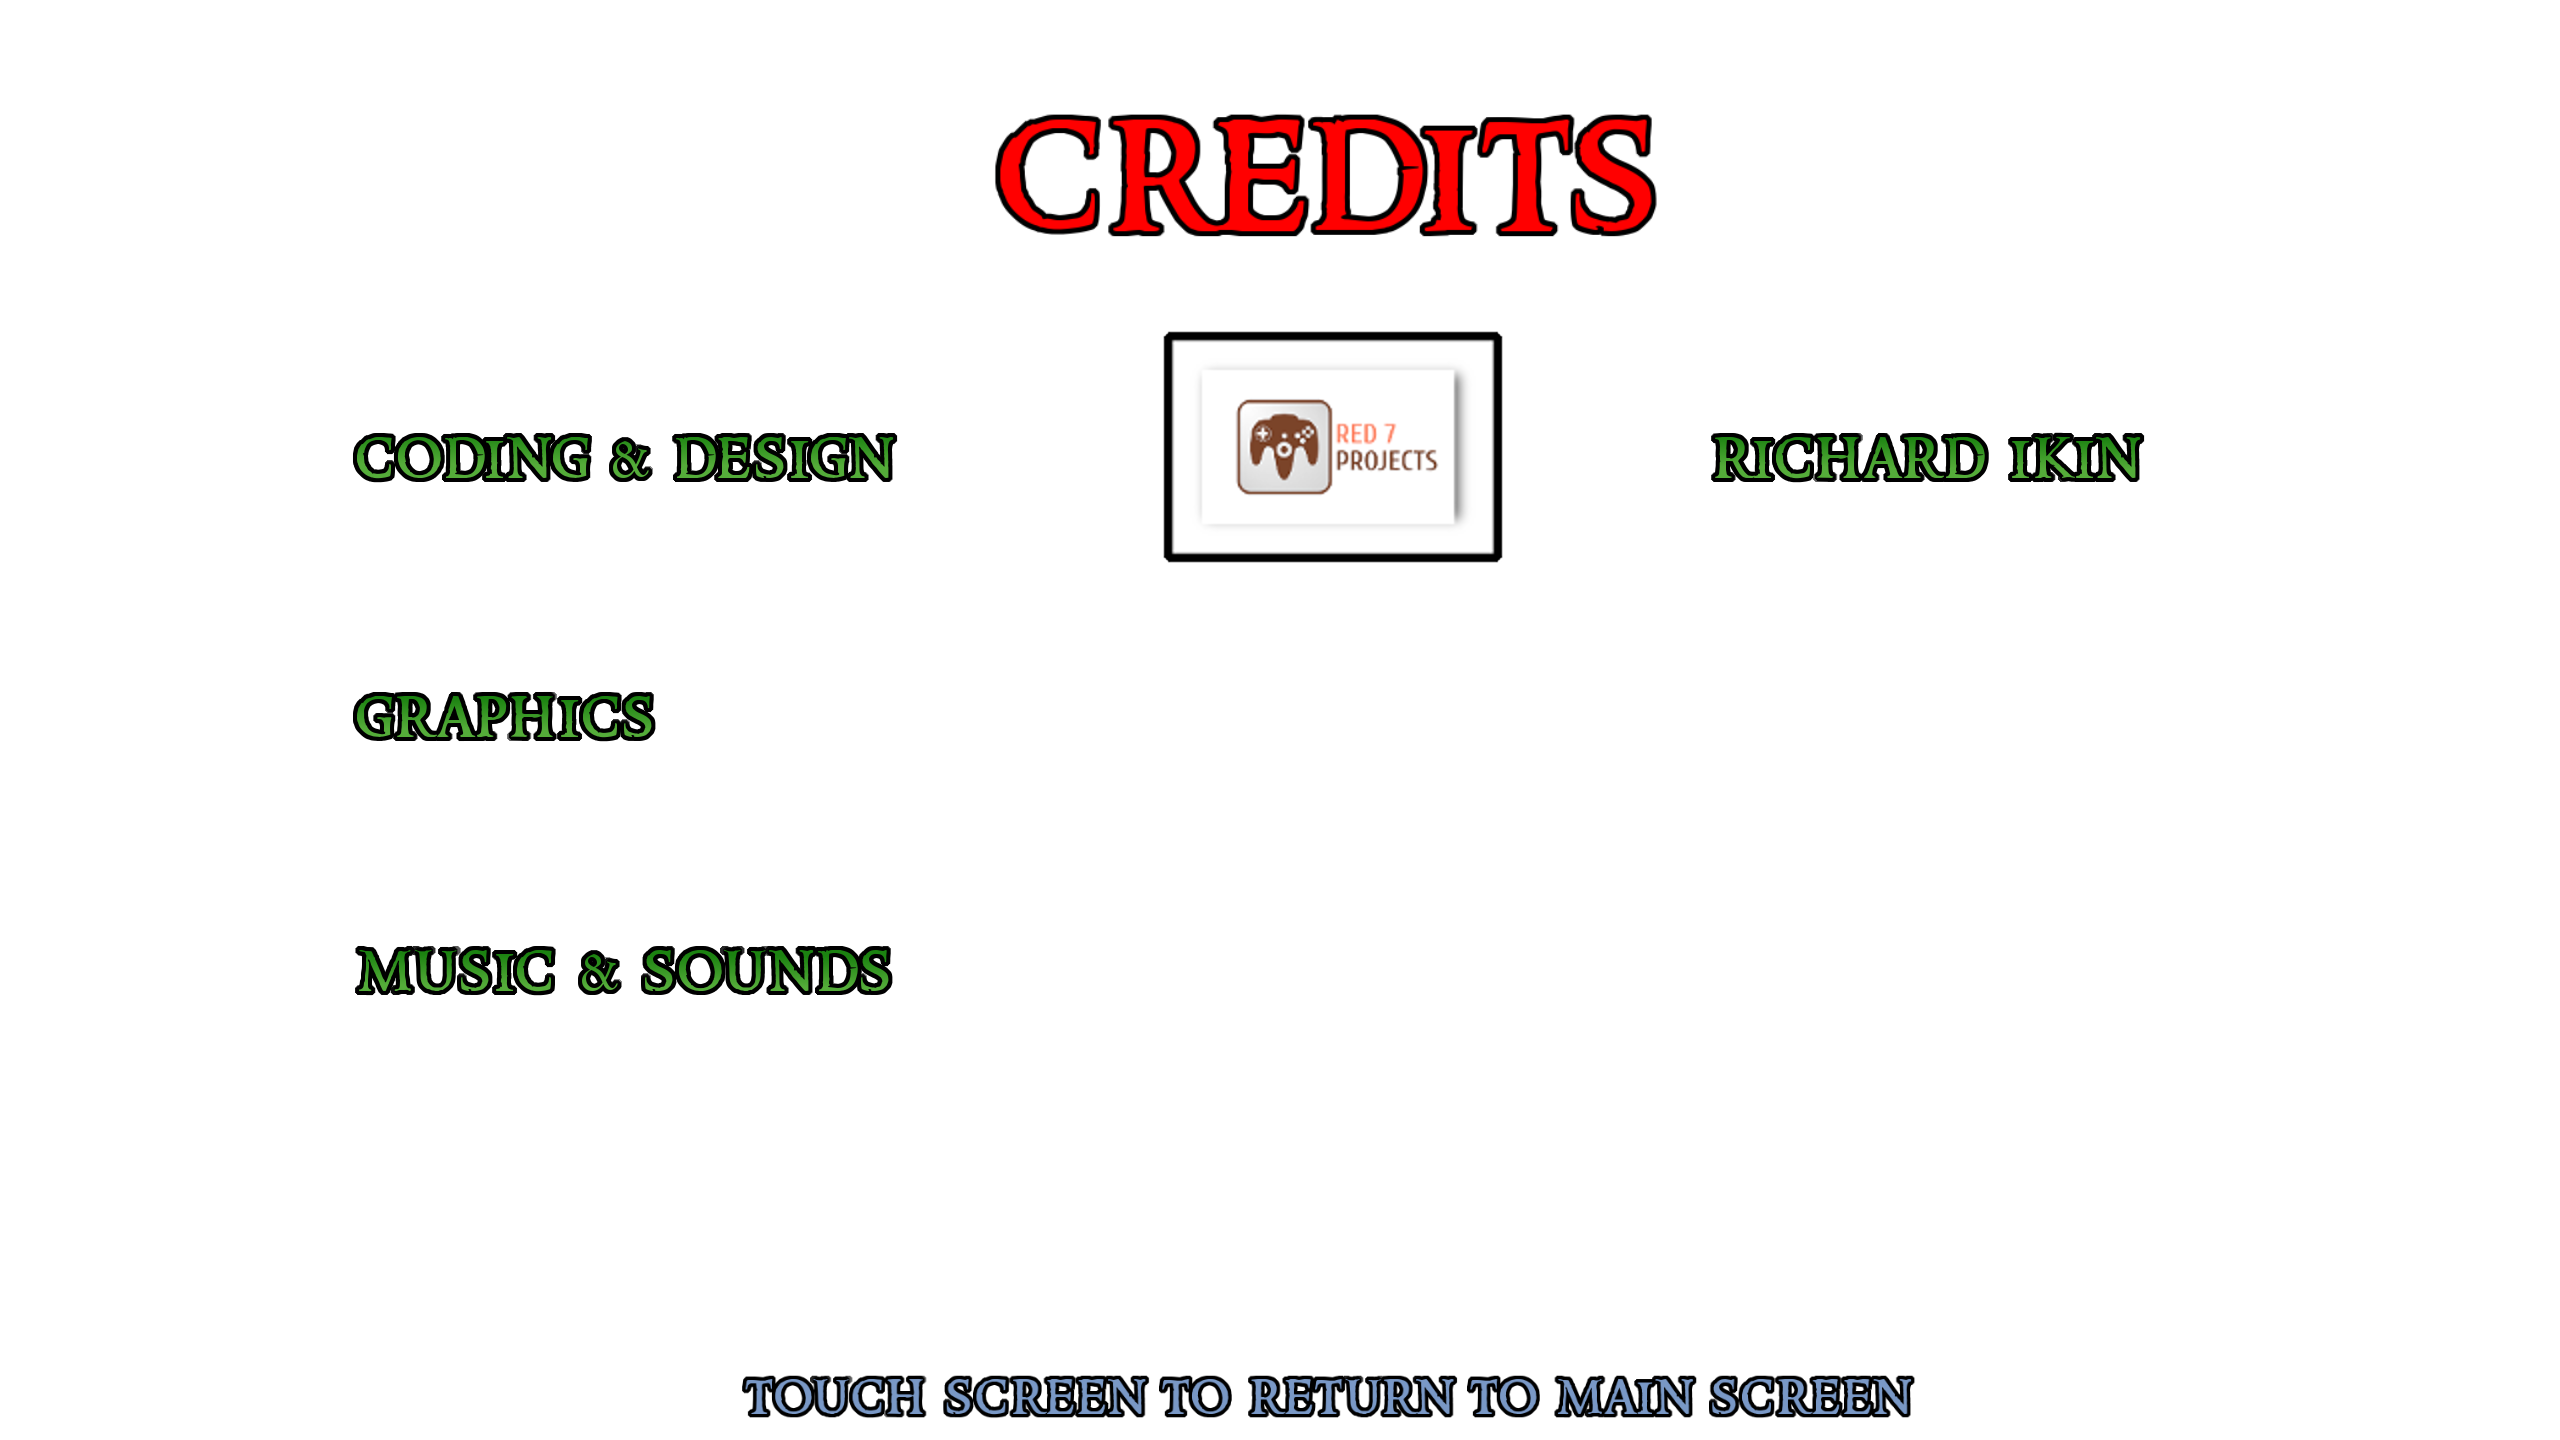 CREDITS
CODING & DESIGN
RED 7
PROJECTS
RICHARD IKIN
GRAPHICS
MUSIC & SOUNDS
TOUCH SCREEN TO RETURN TO MAIN SCREEN